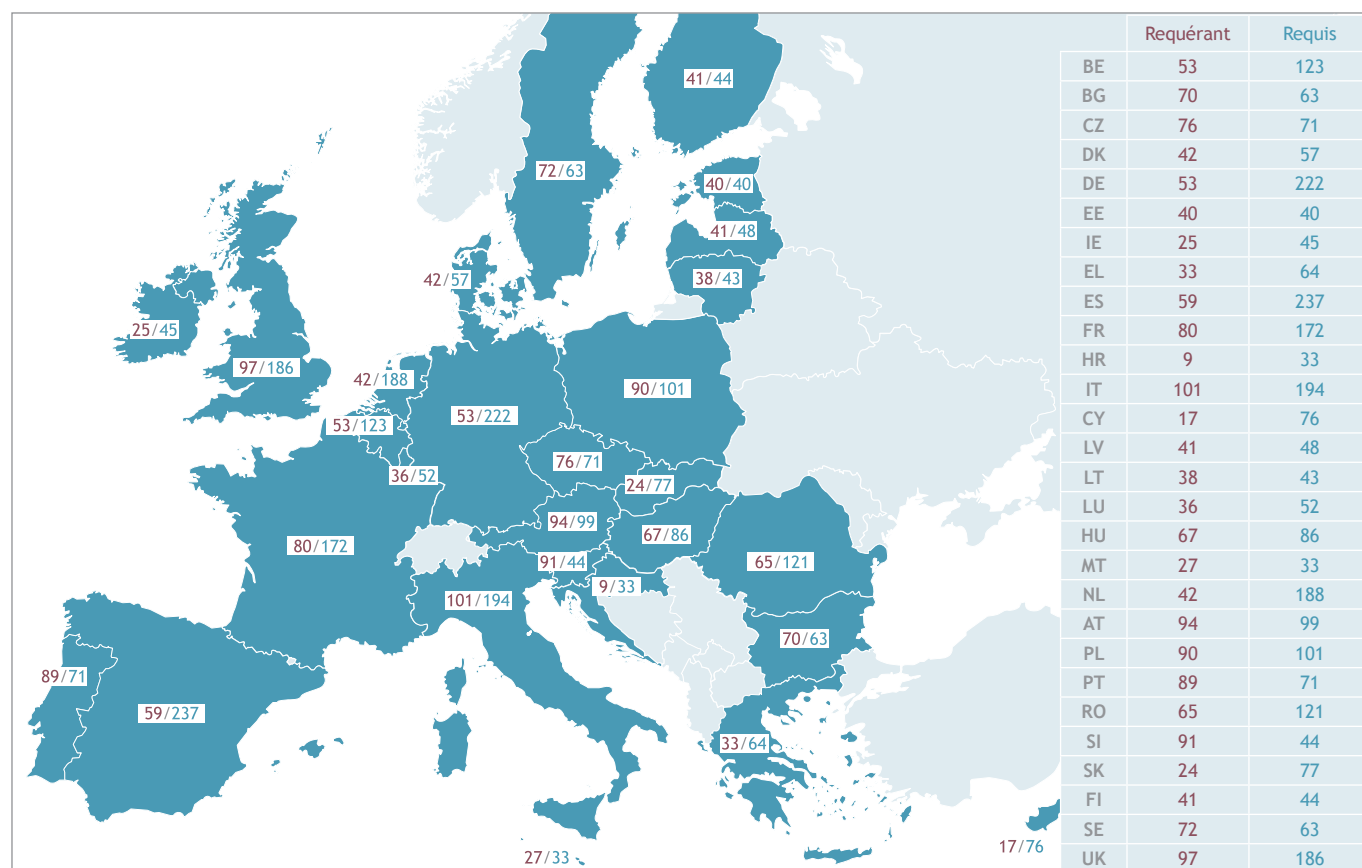 41/44
72/63
40/40
41/48
38/43
42/57
25/45
97/186
42/188
90/101
53/222
53/123
76/71
36/52
24/77
94/99
67/86
80/172
91/44
65/121
9/33
101/194
70/63
89/71
59/237
33/64
17/76
27/33
Requérant Requis
BE 53 123
BG 70 63
CZ 76 71
DK 42 57
DE 53 222
EE 40 40
IE 25 45
EL 33 64
ES 59 237
FR 80 172
HR 9 33
IT 101 194
CY 17 76
LV 41 48
LT 38 43
LU 36 52
HU 67 86
MT 27 33
NL 42 188
AT 94 99
PL 90 101
PT 89 71
RO 65 121
SI 91 44
SK 24 77
FI 41 44
SE 72 63
UK 97 186